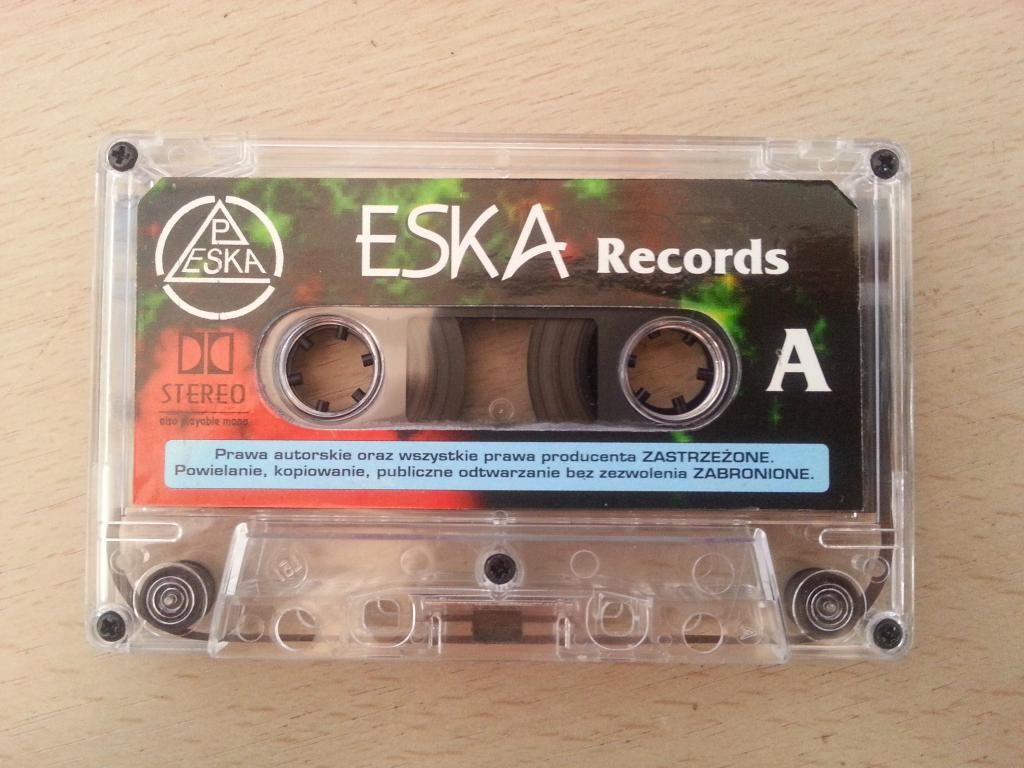 P
ESKA
ESKA Records
STEREO
also playable mono
A
Prawa autorskie oraz wszystkie prawa producenta ZASTRZEŻONE.
Powielanie, kopiowanie, publiczne odtwarzanie bez zezwolenia ZABRONIONE.